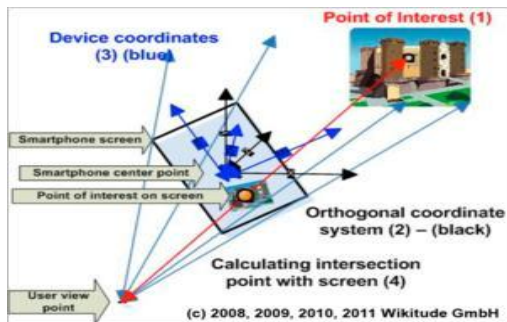 Point of Interest (1)
Device coordinates
(3) (blue)
Smartphone screen
Smartphone center point
Point of interest on screen
Orthogonal coordinate
system (2) – (black)
Calculating intersection
point with screen (4)
User view
point
(c) 2008, 2009, 2010, 2011 Wikitude GmbH